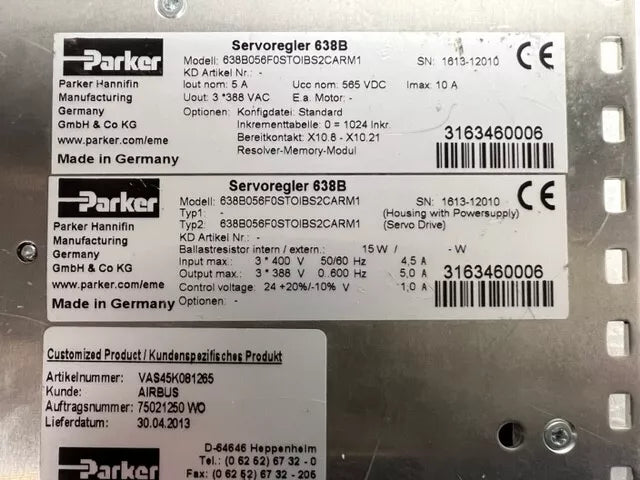 Parker
Servoregler 638B
Modell: 638B056F0STOIBS2CARM1
SN: 1613-12010
CE
KD Artikel Nr.: -
Parker Hannifin
Manufacturing
Germany
GmbH & Co KG
www.parker.com/eme
Made in Germany
Iout nom: 5 A
Ucc nom: 565 VDC
Imax: 10 A
Uout: 3 *388 VAC
E.a. Motor: -
Optionen: Konfigdatei: Standard
Inkrementtabelle: 0 = 1024 Inkr.
Bereitkontakt: X10.8 - X10.21
Resolver-Memory-Modul
3163460006
Parker
Servoregler 638B
Modell: 638B056F0STOIBS2CARM1
SN: 1613-12010
CE
Typ1: -
(Housing with Powersupply)
Typ2: 638B056F0STOIBS2CARM1
(Servo Drive)
KD Artikel Nr.: -
Parker Hannifin
Manufacturing
Germany
GmbH & Co KG
www.parker.com/eme
Made in Germany
Ballastresistor intern / extern.: 15 W / - W
Input max.: 3 * 400 V 50/60 Hz 4,5 A
Output max.: 3 * 388 V 0..600 Hz 5,0 A
Control voltage: 24 +20%/-10% V 1,0 A
Optionen: -
3163460006
Customized Product / Kundenspezifisches Produkt
Artikelnummer: VAS45K081265
Kunde: AIRBUS
Auftragsnummer: 75021250 WO
Lieferdatum: 30.04.2013
D-64646 Heppenheim
Tel.: (0 62 52) 67 32 - 0
Fax: (0 62 52) 67 32 - 205
Parker